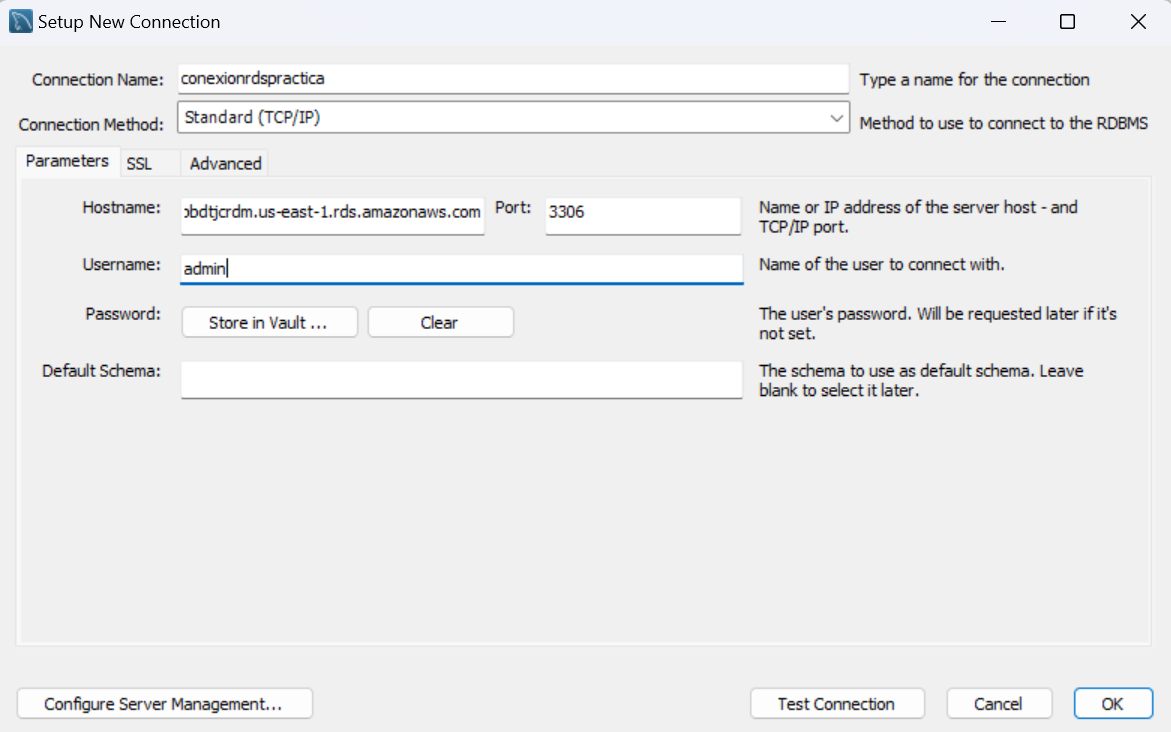 Setup New Connection
Connection Name: conexionrdspractica Type a name for the connection
Connection Method: Standard (TCP/IP) Method to use to connect to the RDBMS
Parameters SSL Advanced
Hostname: bdtjcrdm.us-east-1.rds.amazonaws.com Port: 3306 Name or IP address of the server host - and
TCP/IP port.
Username: admin Name of the user to connect with.
Password: Store in Vault ... Clear The user's password. Will be requested later if it's
not set.
Default Schema: The schema to use as default schema. Leave
blank to select it later.
Configure Server Management... Test Connection Cancel OK